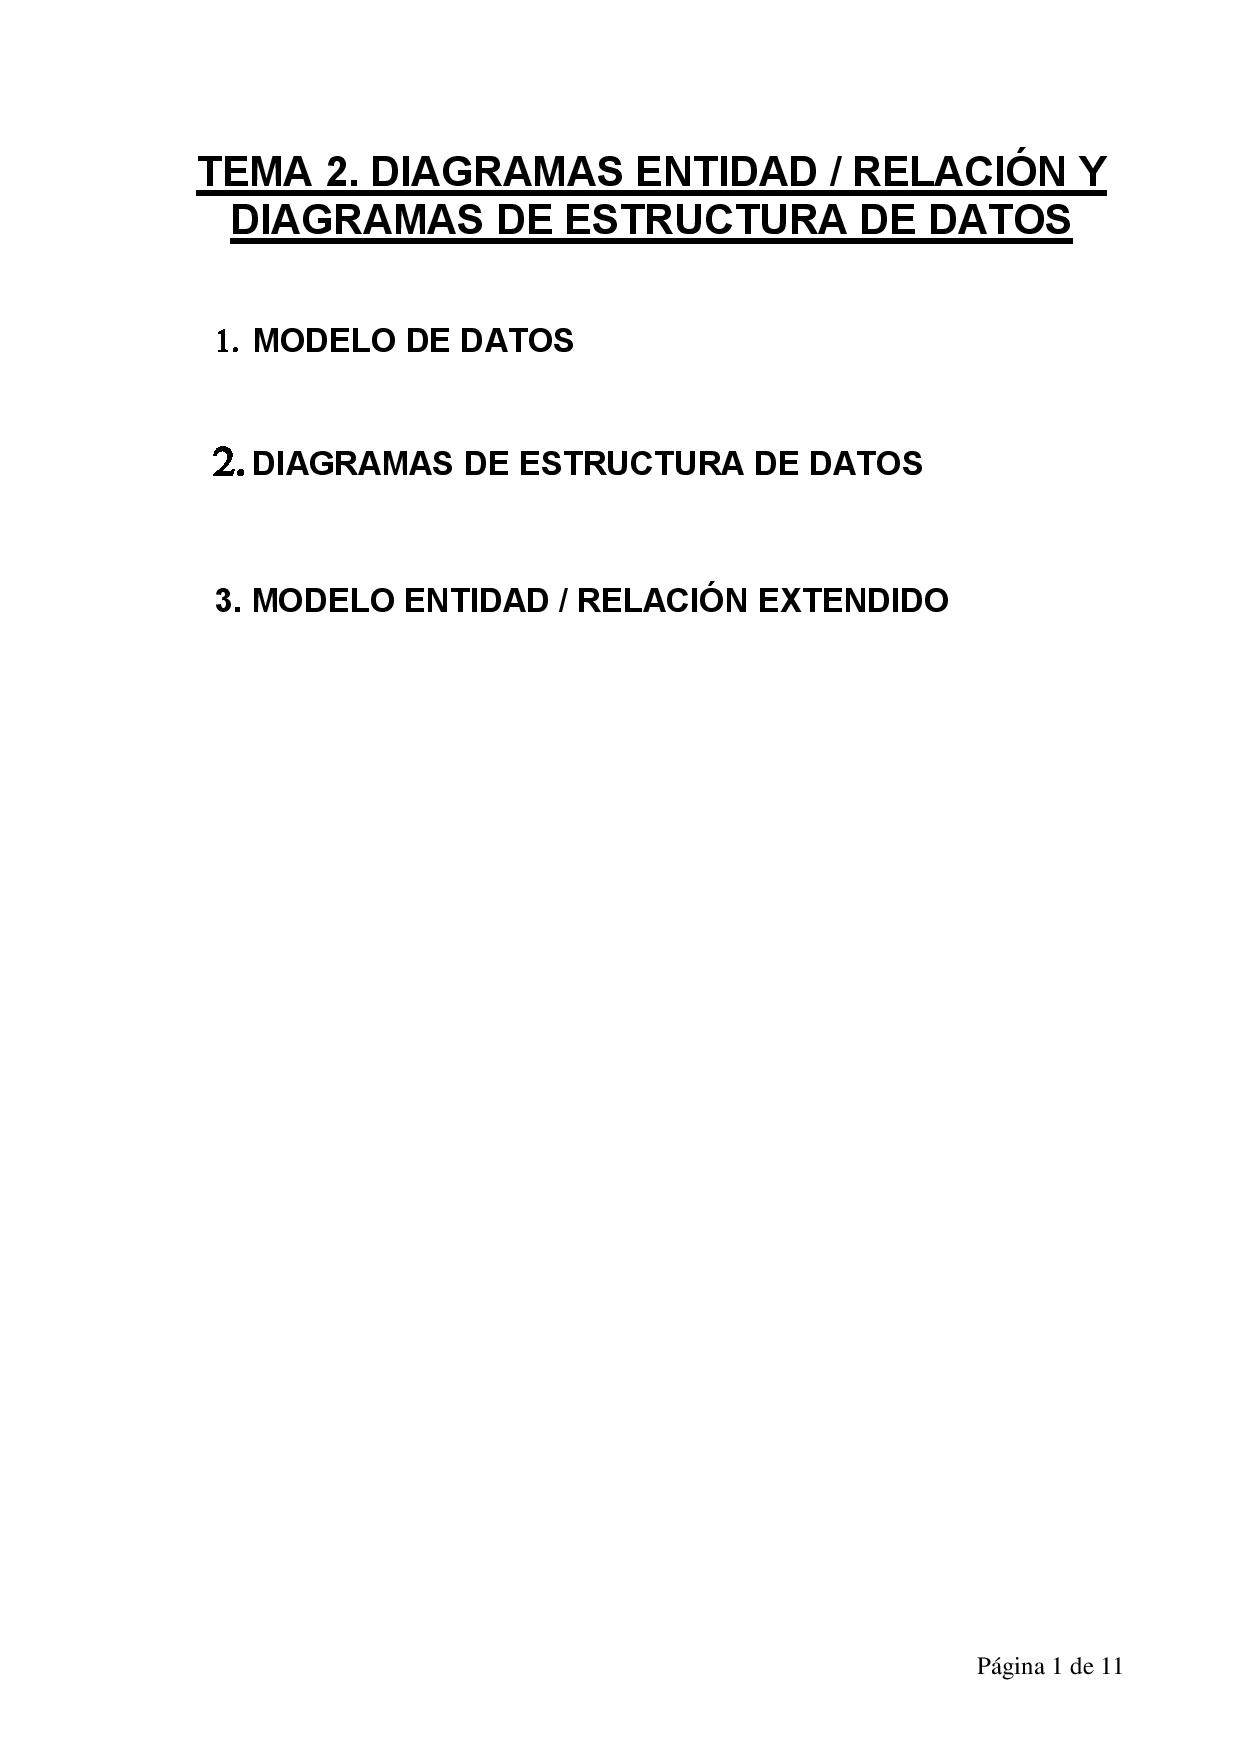 TEMA 2. DIAGRAMAS ENTIDAD / RELACIÓN Y
DIAGRAMAS DE ESTRUCTURA DE DATOS
1. MODELO DE DATOS
2. DIAGRAMAS DE ESTRUCTURA DE DATOS
3. MODELO ENTIDAD / RELACIÓN EXTENDIDO
Página 1 de 11